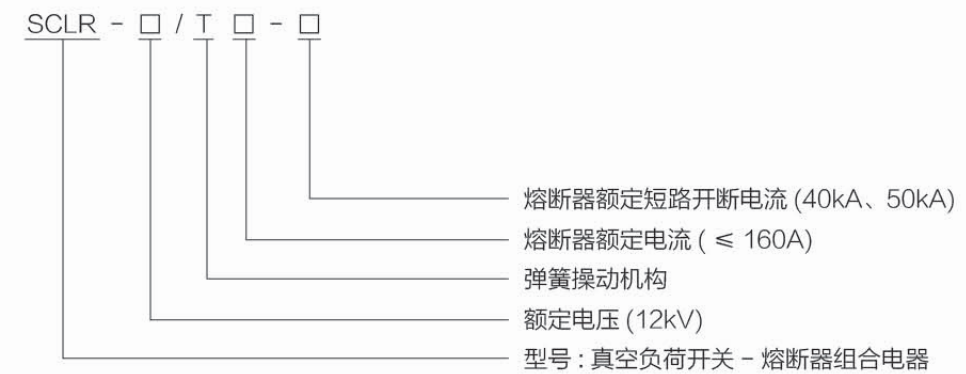 SCLR - □ / T □ - □
熔断器额定短路开断电流 (40kA、50kA)
熔断器额定电流 ( ≤ 160A)
弹簧操动机构
额定电压 (12kV)
型号 : 真空负荷开关 - 熔断器组合电器